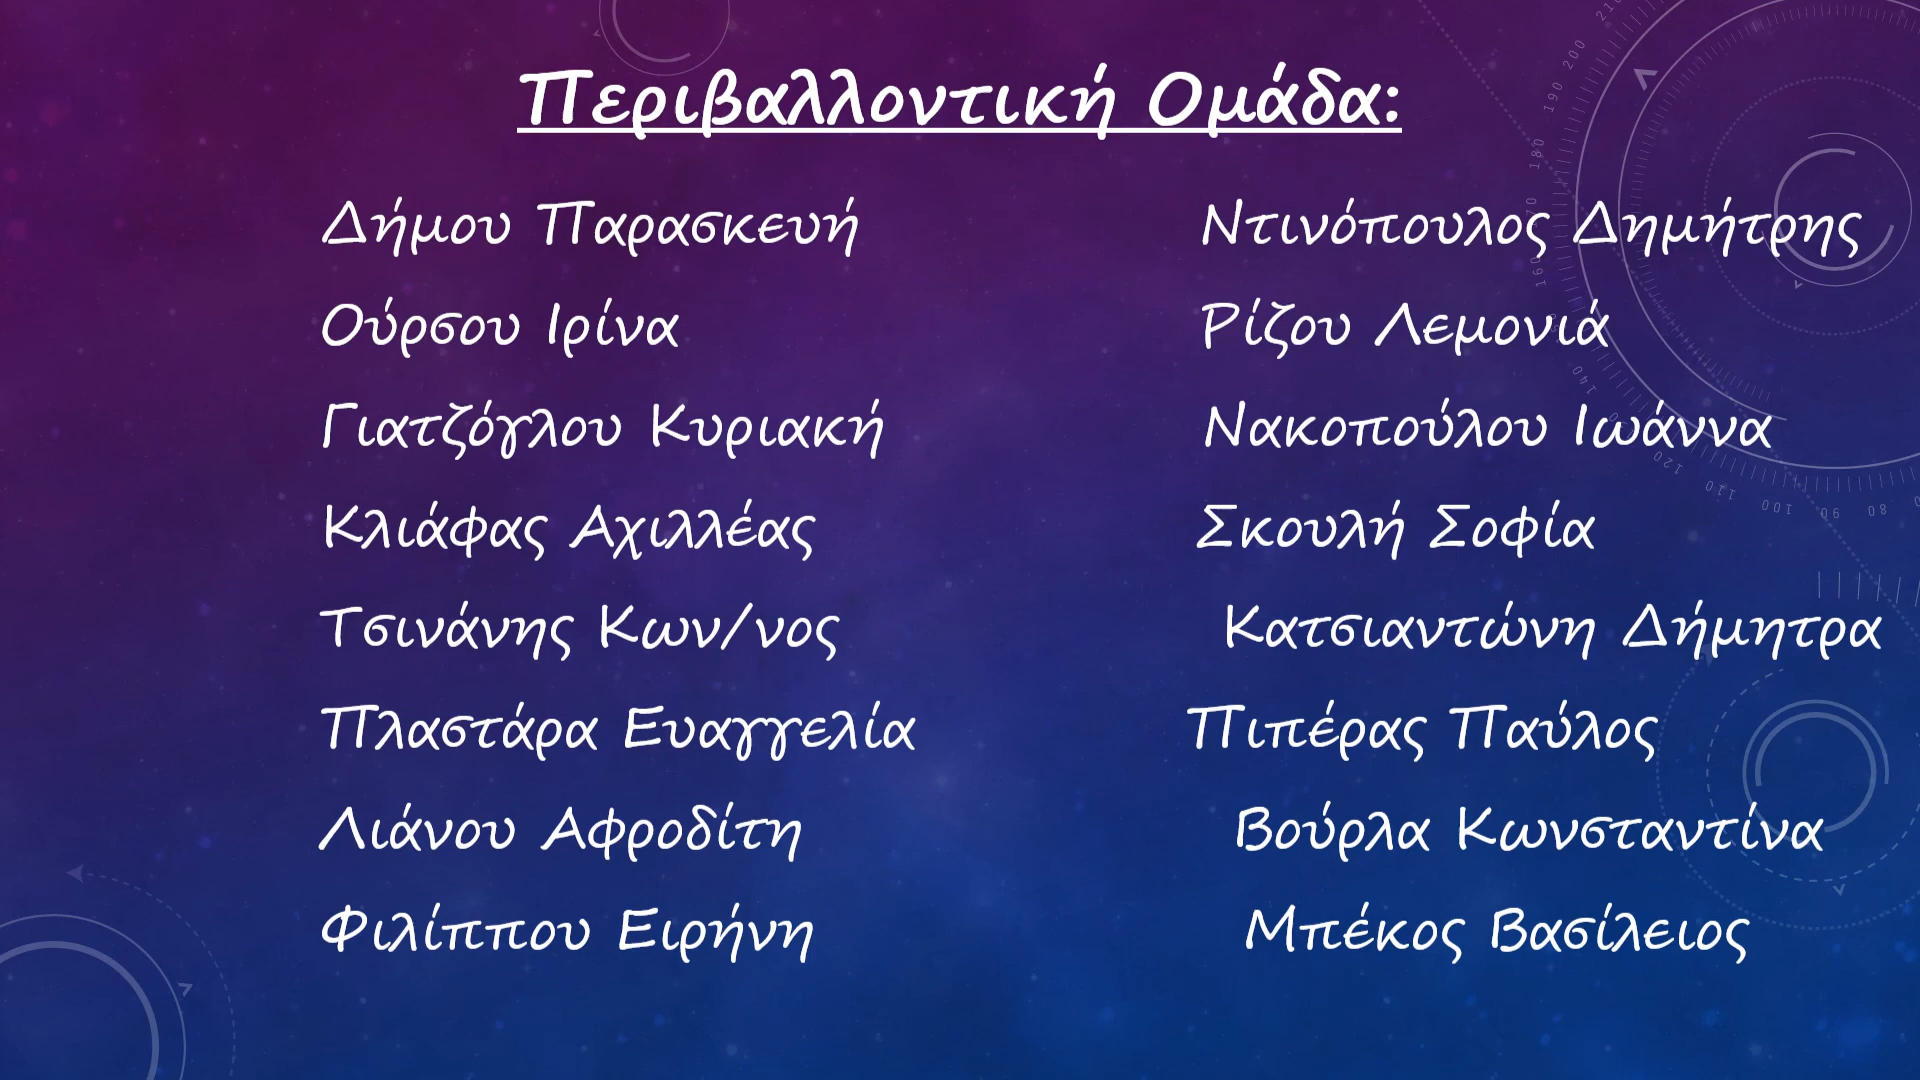 Περιβαλλοντική Ομάδα:
Δήμου Παρασκευή
Ούρσου Ιρίνα
Γιατζόγλου Κυριακή
Κλιάφας Αχιλλέας
Τσινάνης Κων/νος
Πλαστάρα Ευαγγελία
Λιάνου Αφροδίτη
Φιλίππου Ειρήνη
Ντινόπουλος Δημήτρης
Ρίζου Λεμονιά
Νακοπούλου Ιωάννα
Σκουλή Σοφία
Κατσιαντώνη Δήμητρα
Πιπέρας Παύλος
Βούρλα Κωνσταντίνα
Μπέκος Βασίλειος